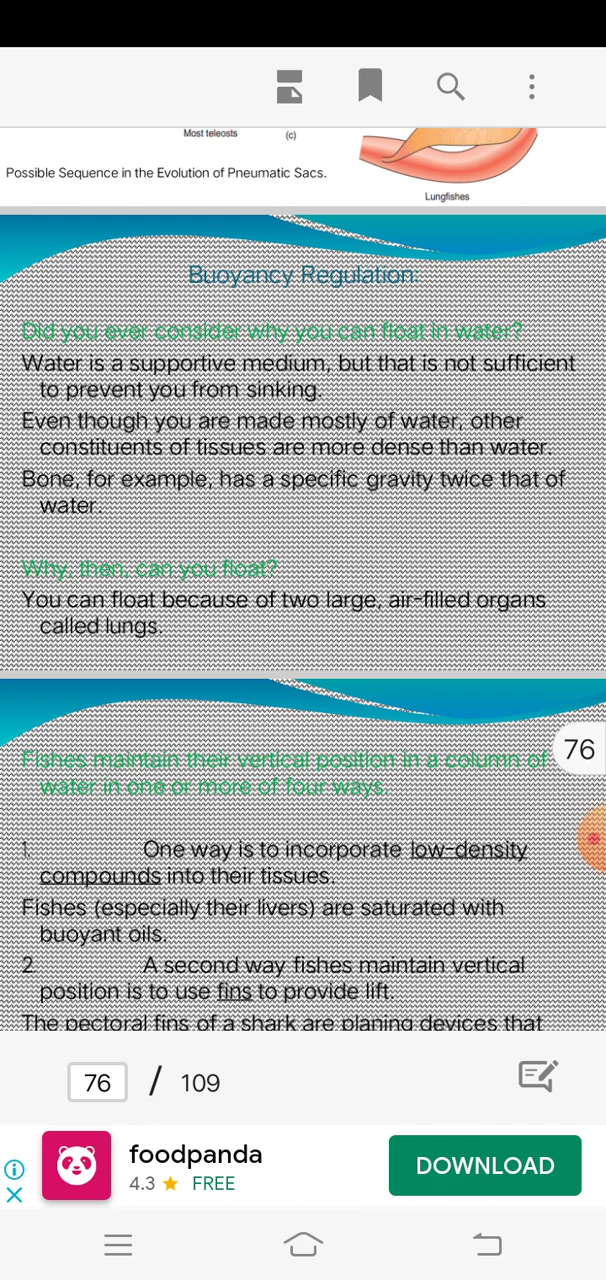 Most teleosts (c)
Possible Sequence in the Evolution of Pneumatic Sacs.
Lungfishes
Buoyancy Regulation:
Did you ever consider why you can float in water?
Water is a supportive medium, but that is not sufficient
to prevent you from sinking.
Even though you are made mostly of water, other
constituents of tissues are more dense than water.
Bone, for example, has a specific gravity twice that of
water.
Why, then, can you float?
You can float because of two large, air-filled organs
called lungs.
76
Fishes maintain their vertical position in a column of
water in one or more of four ways.
1. One way is to incorporate low-density
compounds into their tissues.
Fishes (especially their livers) are saturated with
buoyant oils.
2. A second way fishes maintain vertical
position is to use fins to provide lift.
The pectoral fins of a shark are planing devices that
76 / 109
foodpanda
4.3 ★ FREE
DOWNLOAD